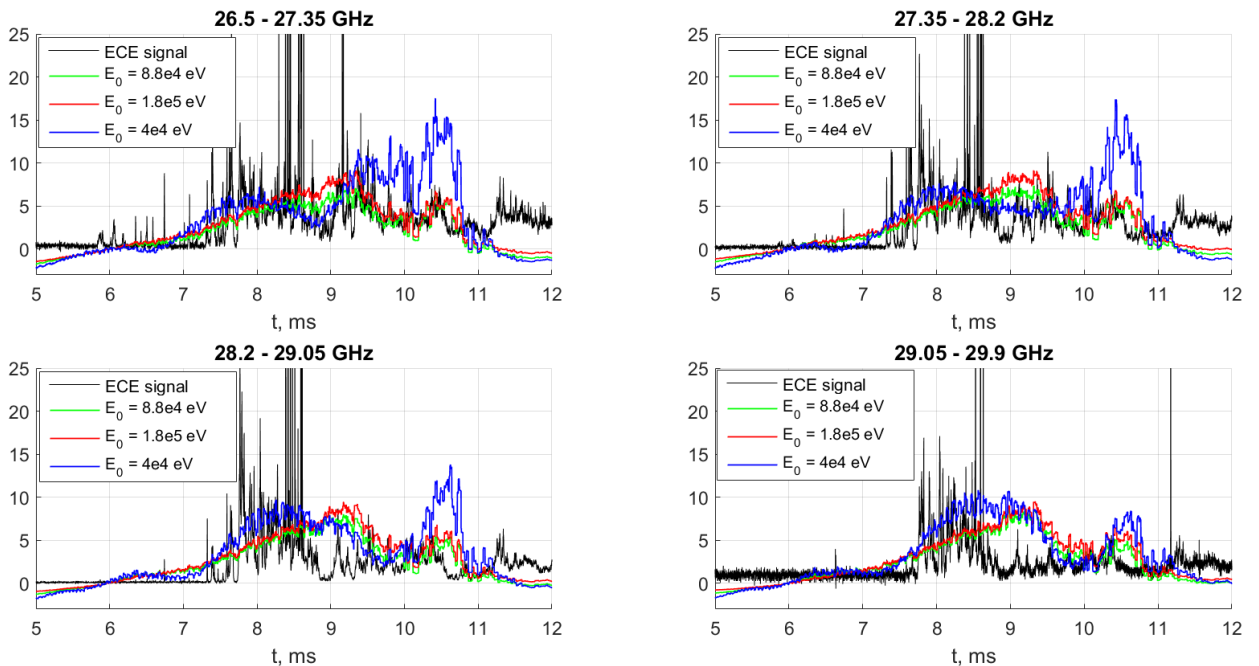 26.5 - 27.35 GHz
25
20
15
10
5
0
ECE signal
E0 = 8.8e4 eV
E0 = 1.8e5 eV
E0 = 4e4 eV
5 6 7 8 9 10 11 12
t, ms
27.35 - 28.2 GHz
25
20
15
10
5
0
ECE signal
E0 = 8.8e4 eV
E0 = 1.8e5 eV
E0 = 4e4 eV
5 6 7 8 9 10 11 12
t, ms
28.2 - 29.05 GHz
25
20
15
10
5
0
ECE signal
E0 = 8.8e4 eV
E0 = 1.8e5 eV
E0 = 4e4 eV
5 6 7 8 9 10 11 12
t, ms
29.05 - 29.9 GHz
25
20
15
10
5
0
ECE signal
E0 = 8.8e4 eV
E0 = 1.8e5 eV
E0 = 4e4 eV
5 6 7 8 9 10 11 12
t, ms